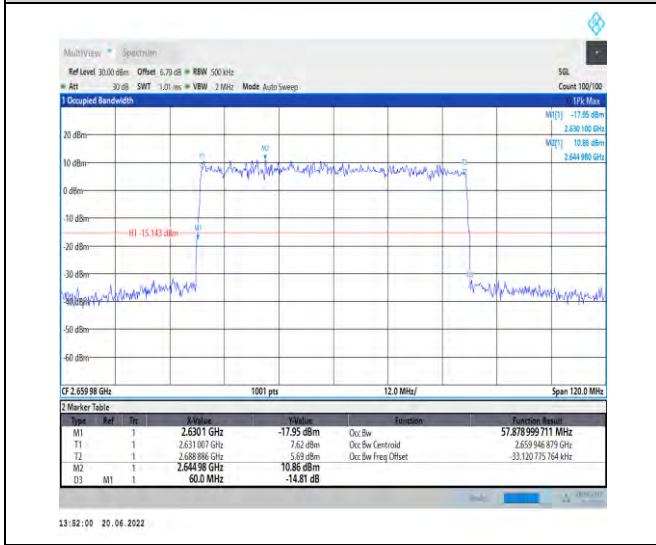 MultiView Spectrum
Ref Level 30.00 dBm Offset 6.79 dB RBW 500 kHz SGL
Att 30 dB SWT 1.01 ms VBW 2 MHz Mode Auto Sweep Count 100/100
1 Occupied Bandwidth 1Pk Max
M1[1] -17.95 dBm
2.630 100 GHz
M2[1] 10.86 dBm
2.644 980 GHz
20 dBm
M2
10 dBm
0 dBm
-10 dBm
M1
H1 -15.143 dBm
-20 dBm
-30 dBm
-40 dBm
-50 dBm
-60 dBm
CF 2.659 98 GHz 1001 pts 12.0 MHz/ Span 120.0 MHz
2 Marker Table
Type Ref Trc X-Value Y-Value Function Function Result
M1 1 2.6301 GHz -17.95 dBm Occ Bw 57.878 999 711 MHz
T1 1 2.631 007 GHz 7.62 dBm Occ Bw Centroid 2.659 946 879 GHz
T2 1 2.688 886 GHz 5.69 dBm Occ Bw Freq Offset -33.120 775 764 kHz
M2 1 2.644 98 GHz 10.86 dBm
D3 M1 1 60.0 MHz -14.81 dB
13:52:00 20.06.2022